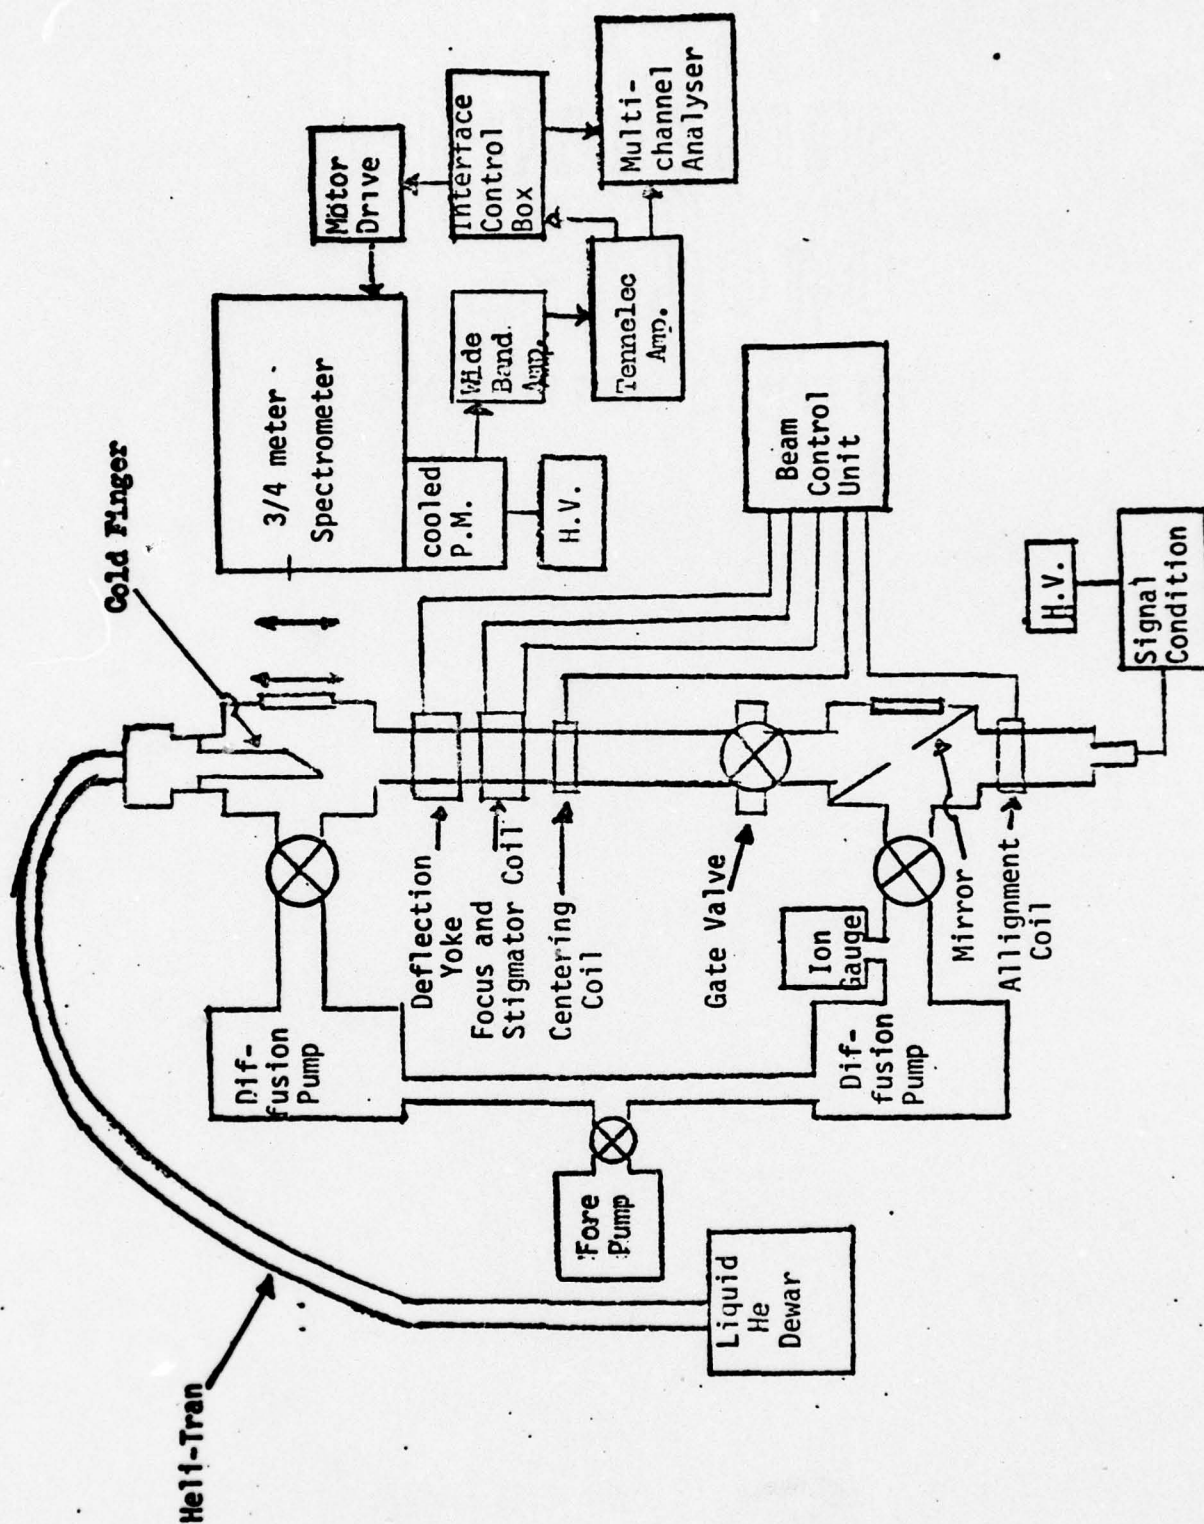 Heli-Tran
Cold Finger
Liquid
He
Dewar
Fore
Pump
Dif-
fusion
Pump
Dif-
fusion
Pump
Deflection
Yoke
Focus and
Stigmator Coil
Centering
Coil
Gate Valve
Ion
Gauge
Mirror
Allignment
Coil
3/4 meter
Spectrometer
cooled
P.M.
H.V.
Motor
Drive
Wide
Band
Amp.
Interface
Control
Box
Tennelec
Amp.
Multi-
channel
Analyser
Beam
Control
Unit
H.V.
Signal
Condition